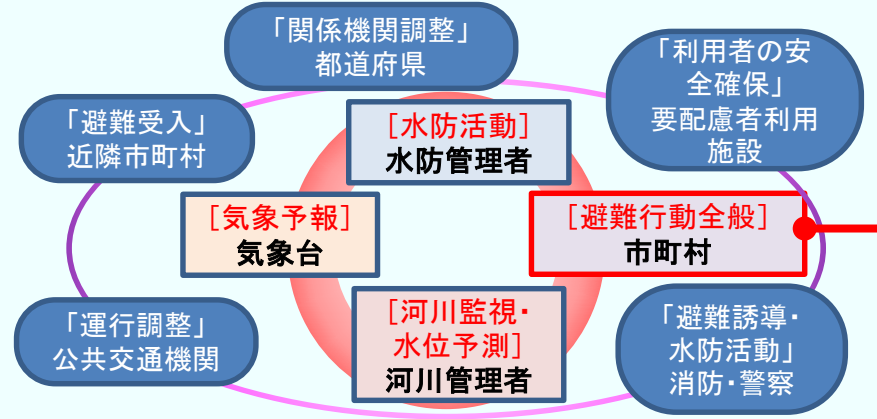 「関係機関調整」
都道府県
「利用者の安
全確保」
要配慮者利用
施設
「避難受入」
近隣市町村
[水防活動]
水防管理者
[気象予報]
気象台
[避難行動全般]
市町村
[河川監視・
水位予測]
河川管理者
「運行調整」
公共交通機関
「避難誘導・
水防活動」
消防・警察